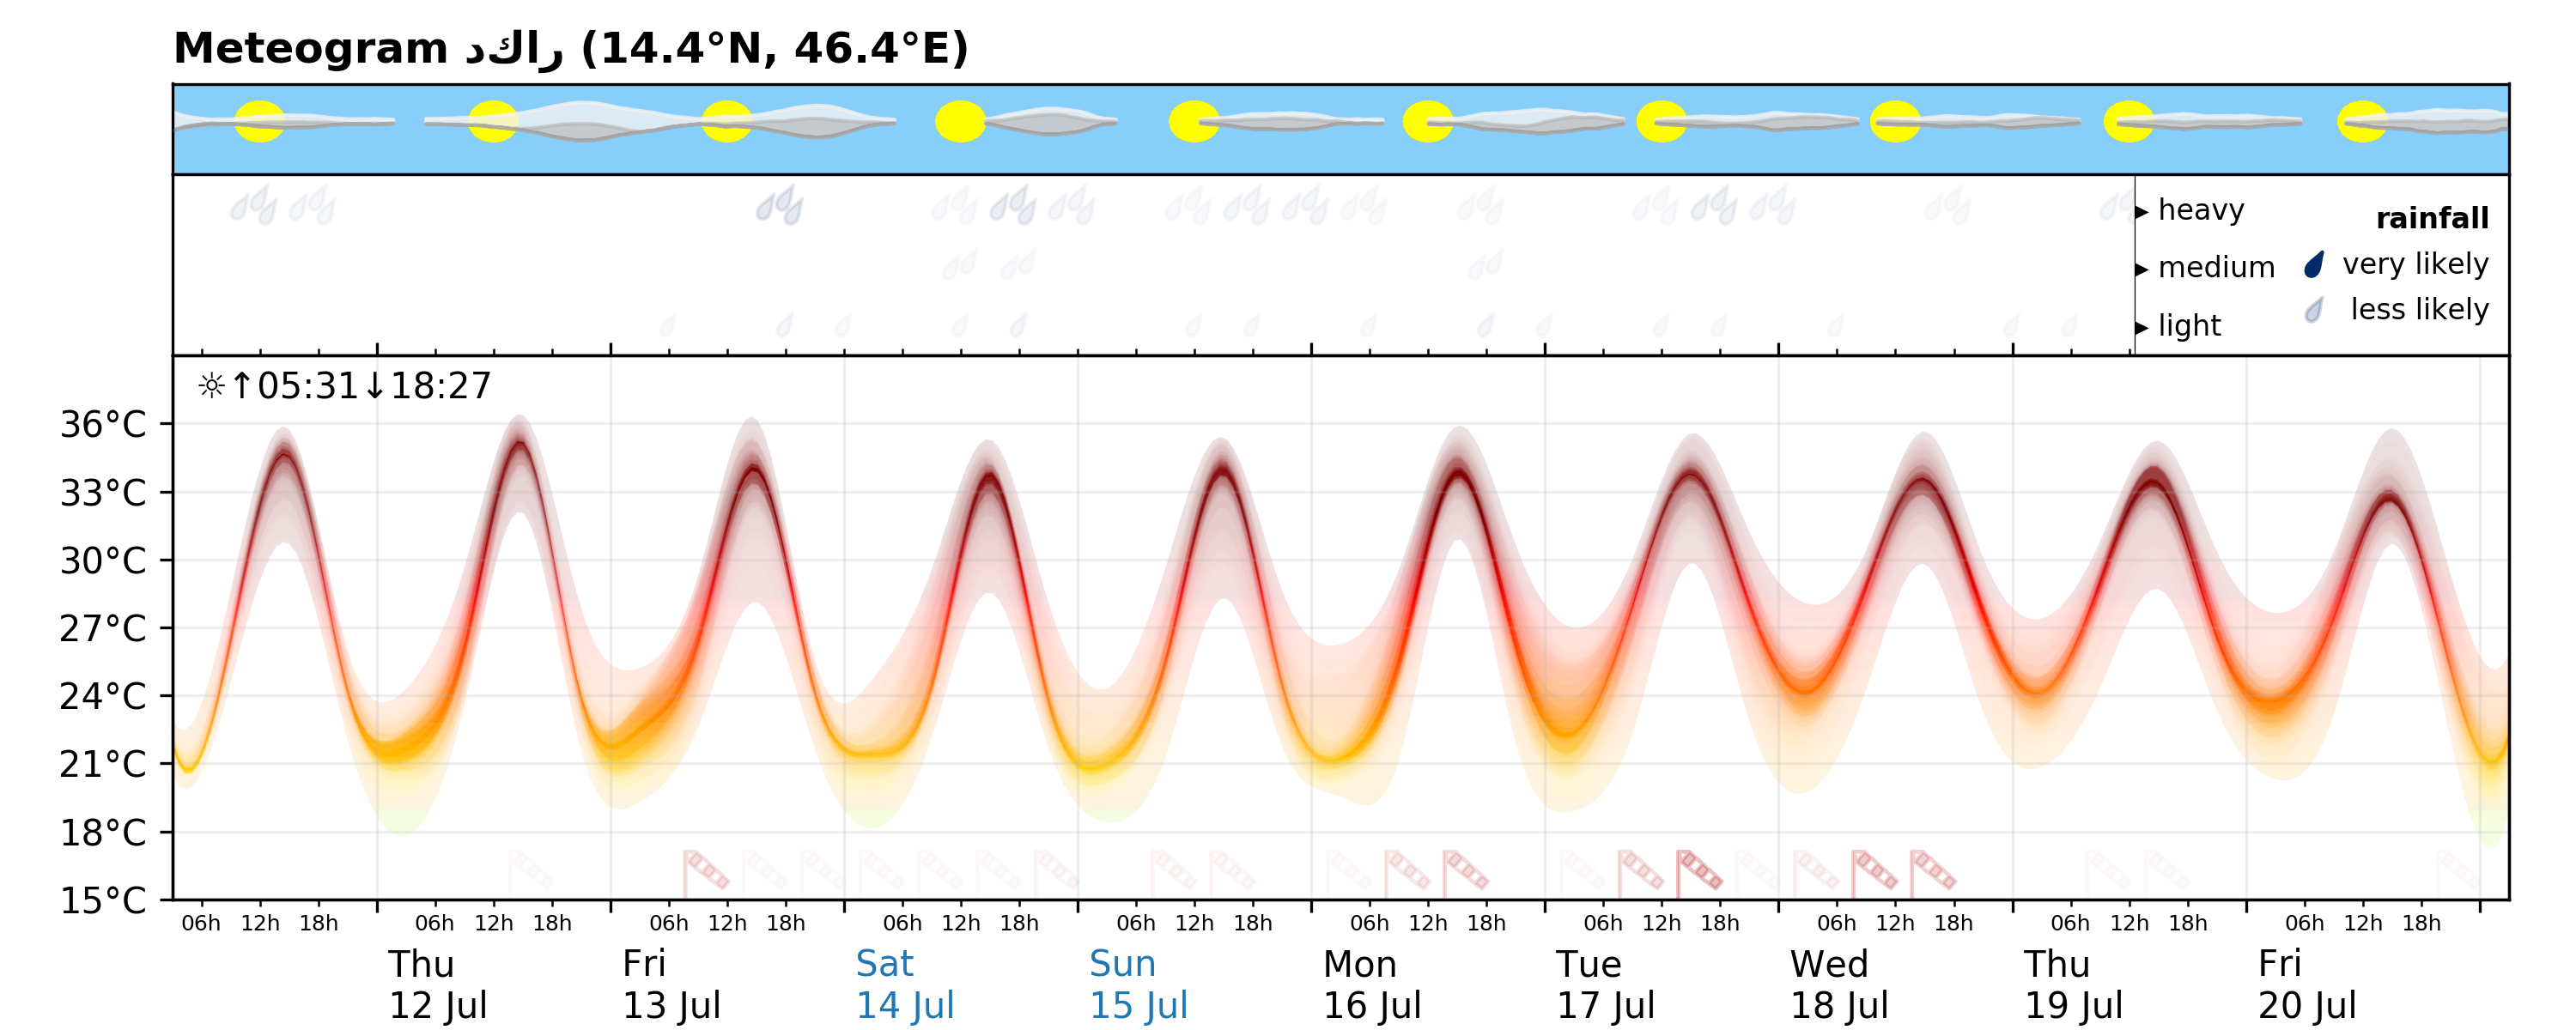 Meteogram راكد (14.4°N, 46.4°E)
heavy
medium
light
rainfall
very likely
less likely
☼↑05:31↓18:27
36°C
33°C
30°C
27°C
24°C
21°C
18°C
15°C
06h 12h 18h 06h 12h 18h 06h 12h 18h 06h 12h 18h 06h 12h 18h 06h 12h 18h 06h 12h 18h 06h 12h 18h 06h 12h 18h 06h 12h 18h
Thu Fri Sat Sun Mon Tue Wed Thu Fri
12 Jul 13 Jul 14 Jul 15 Jul 16 Jul 17 Jul 18 Jul 19 Jul 20 Jul